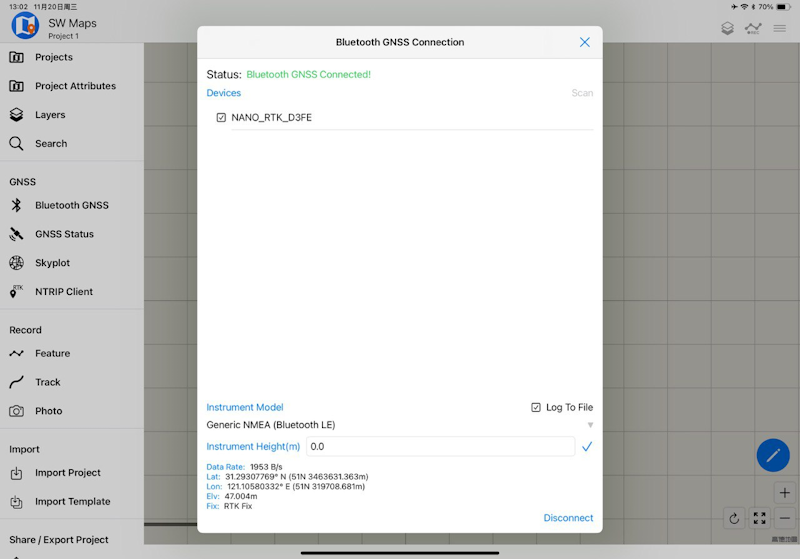 13:02 11月20日周三
70%
SW Maps
Project 1
Projects
Project Attributes
Layers
Search
GNSS
Bluetooth GNSS
GNSS Status
Skyplot
RTK
NTRIP Client
Record
Feature
Track
Photo
Import
Import Project
Import Template
Share / Export Project
Bluetooth GNSS Connection
Status: Bluetooth GNSS Connected!
Devices Scan
NANO_RTK_D3FE
Instrument Model Log To File
Generic NMEA (Bluetooth LE)
Instrument Height(m) 0.0
Data Rate: 1953 B/s
Lat: 31.29307769° N (51N 3463631.363m)
Lon: 121.10580332° E (51N 319708.681m)
Elv: 47.004m
Fix: RTK Fix
Disconnect
高德地图